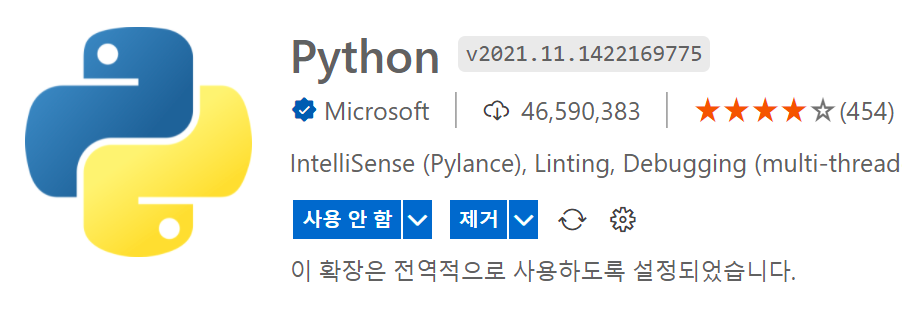 Python v2021.11.1422169775
Microsoft 46,590,383 (454)
IntelliSense (Pylance), Linting, Debugging (multi-thread
사용 안 함 제거
이 확장은 전역적으로 사용하도록 설정되었습니다.